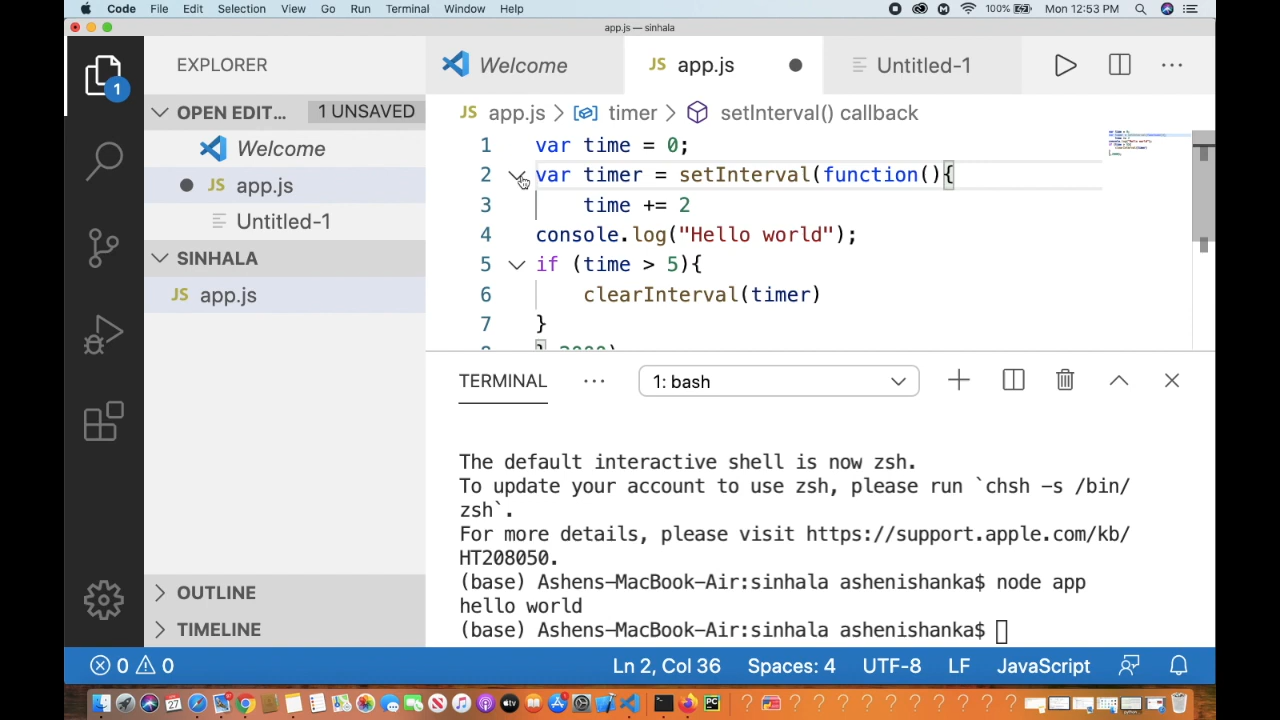 Code File Edit Selection View Go Run Terminal Window Help 100% Mon 12:53 PM
app.js — sinhala
EXPLORER
Welcome
JS app.js
Untitled-1
1
OPEN EDIT... 1 UNSAVED
JS app.js > timer > setInterval() callback
Welcome
JS app.js
Untitled-1
SINHALA
JS app.js
OUTLINE
TIMELINE
1 var time = 0;
2 var timer = setInterval(function(){
3 time += 2
4 console.log("Hello world");
5 if (time > 5){
6 clearInterval(timer)
7 }
TERMINAL ... 1: bash
The default interactive shell is now zsh.
To update your account to use zsh, please run `chsh -s /bin/
zsh`.
For more details, please visit https://support.apple.com/kb/
HT208050.
(base) Ashens-MacBook-Air:sinhala ashenishanka$ node app
hello world
(base) Ashens-MacBook-Air:sinhala ashenishanka$
0 0 Ln 2, Col 36 Spaces: 4 UTF-8 LF JavaScript